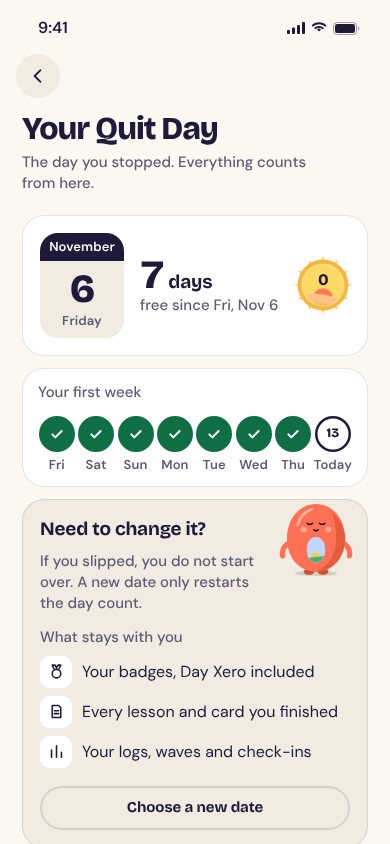 9:41
Your Quit Day
The day you stopped. Everything counts
from here.
November
6
Friday
7 days
free since Fri, Nov 6
0
Your first week
13
Fri Sat Sun Mon Tue Wed Thu Today
Need to change it?
If you slipped, you do not start
over. A new date only restarts
the day count.
What stays with you
Your badges, Day Xero included
Every lesson and card you finished
Your logs, waves and check-ins
Choose a new date